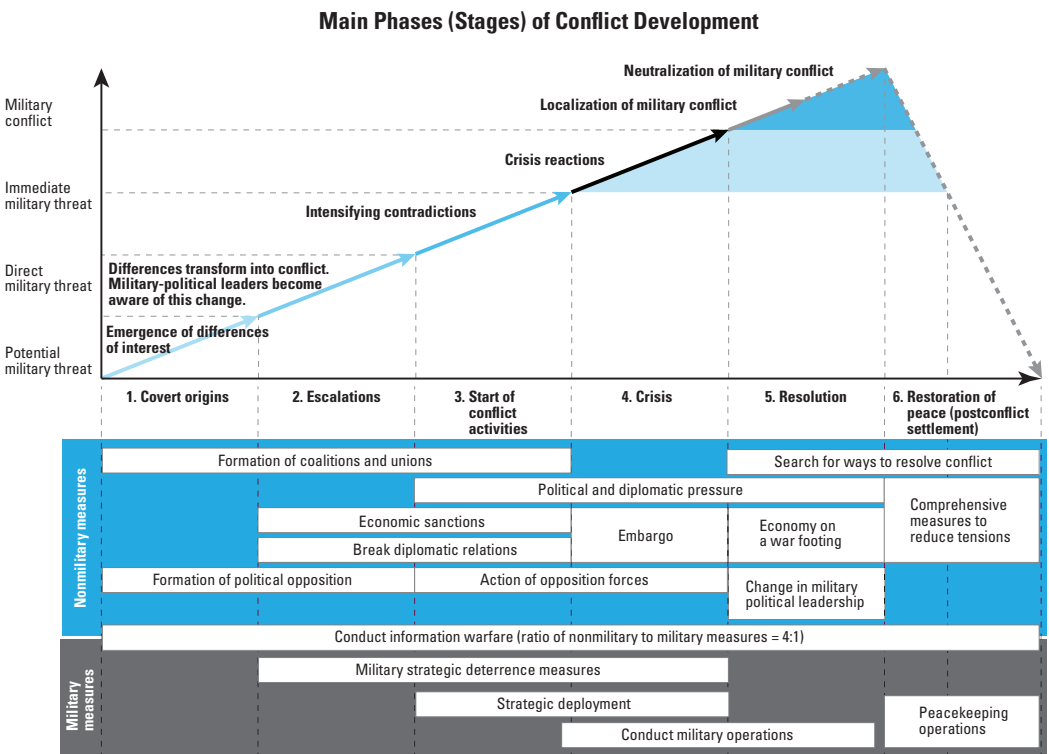 Main Phases (Stages) of Conflict Development
Neutralization of military conflict
Military
conflict
Localization of military conflict
Crisis reactions
Immediate
military threat
Intensifying contradictions
Direct
military threat
Differences transform into conflict.
Military-political leaders become
aware of this change.
Emergence of differences
of interest
Potential
military threat
1. Covert origins
2. Escalations
3. Start of
conflict
activities
4. Crisis
5. Resolution
6. Restoration of
peace (postconflict
settlement)
Nonmilitary measures
Formation of coalitions and unions
Search for ways to resolve conflict
Political and diplomatic pressure
Comprehensive
measures to
reduce tensions
Economic sanctions
Break diplomatic relations
Embargo
Economy on
a war footing
Formation of political opposition
Action of opposition forces
Change in military
political leadership
Conduct information warfare (ratio of nonmilitary to military measures = 4:1)
Military
measures
Military strategic deterrence measures
Strategic deployment
Conduct military operations
Peacekeeping
operations